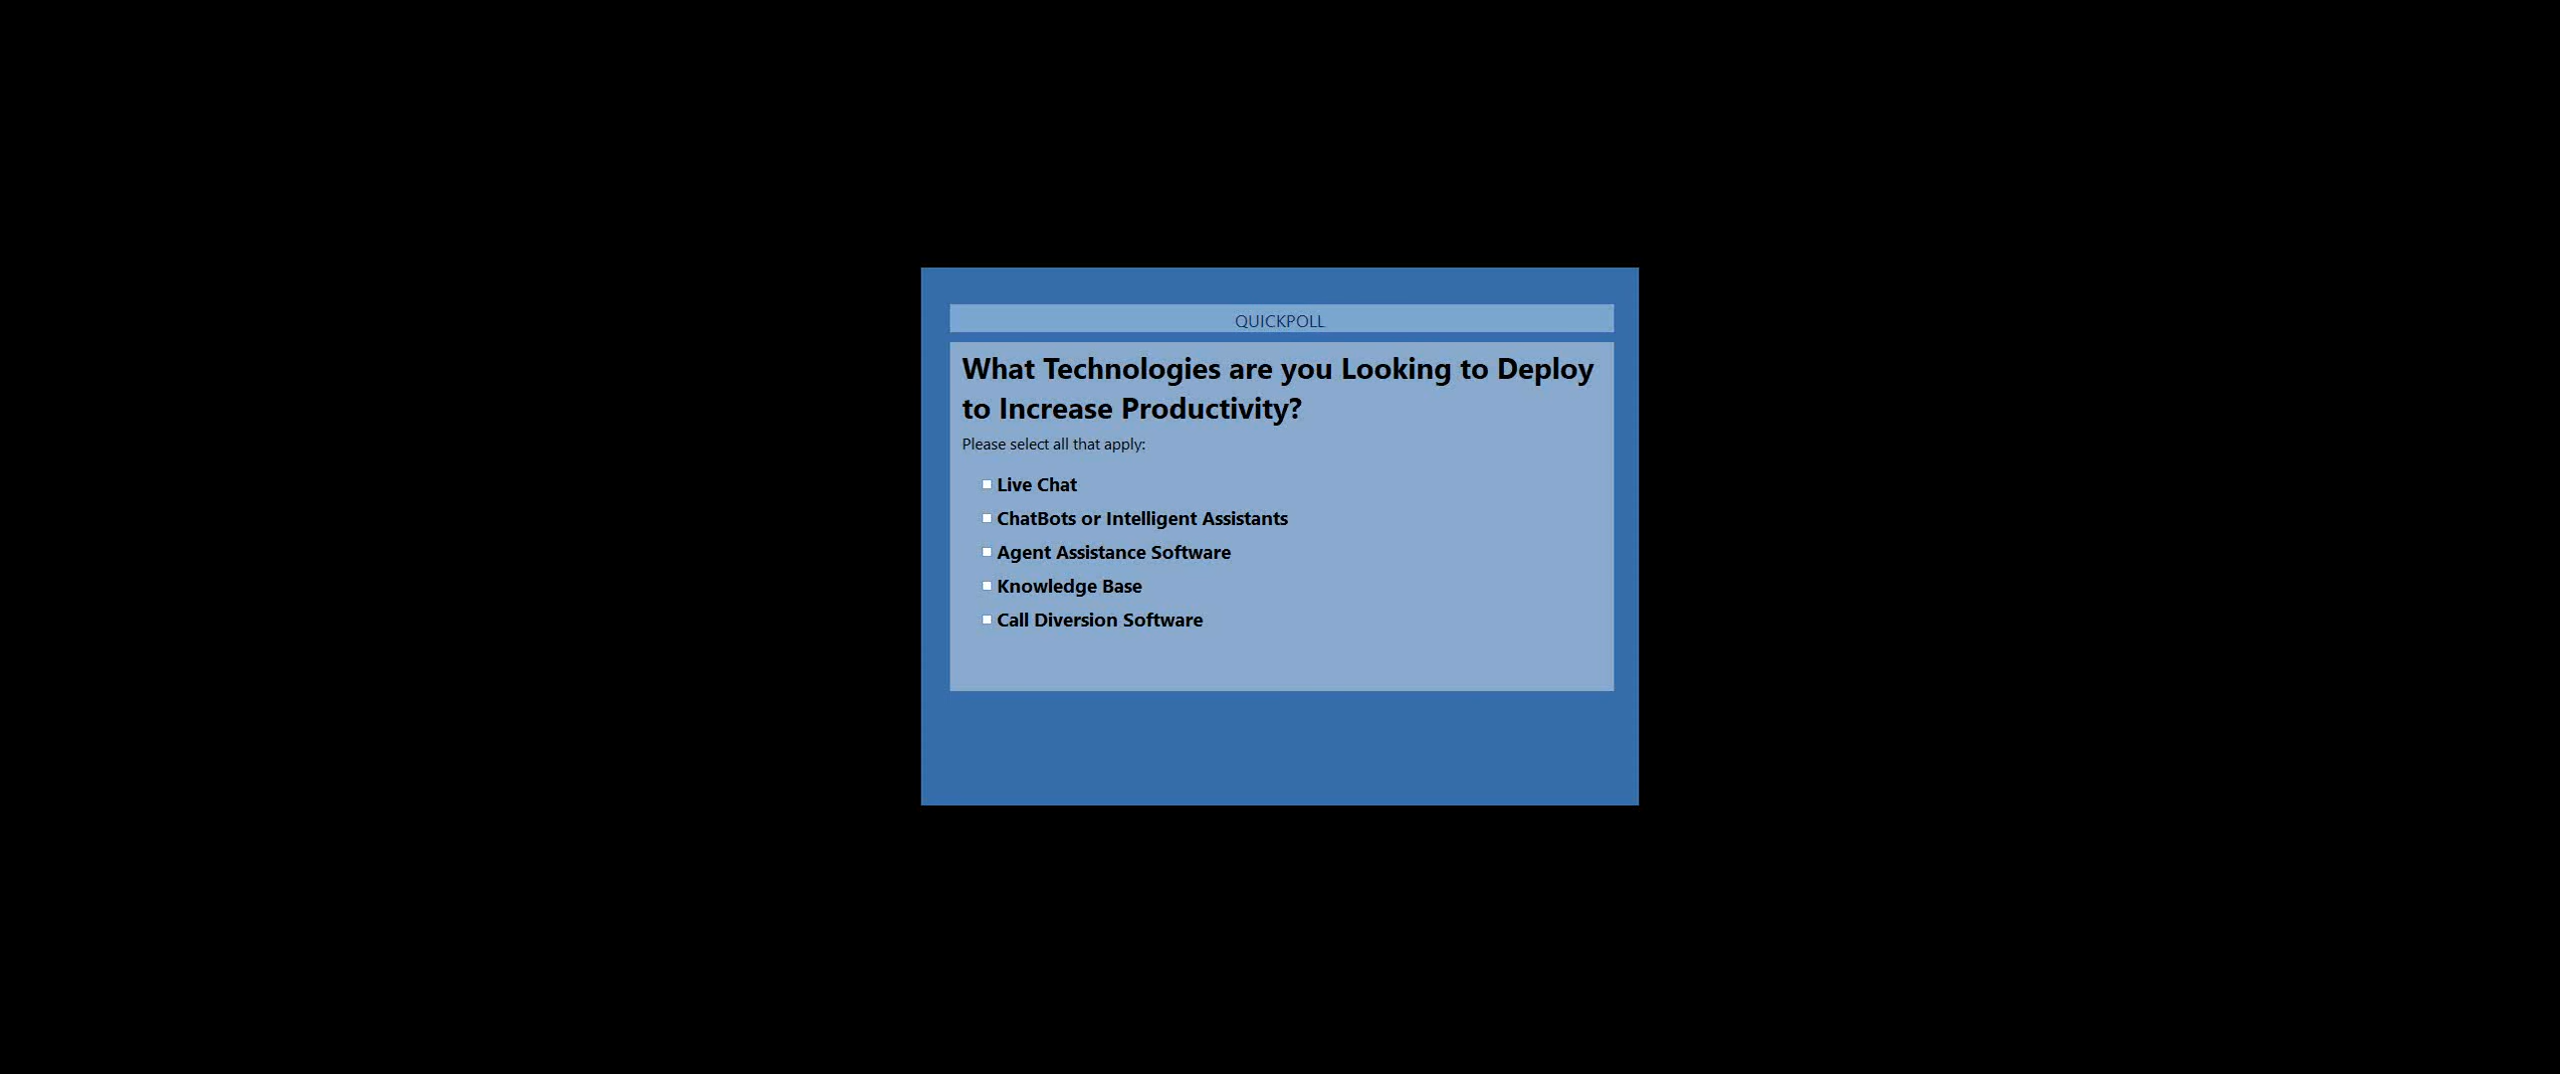 QUICKPOLL
What Technologies are you Looking to Deploy
to Increase Productivity?
Please select all that apply:
Live Chat
ChatBots or Intelligent Assistants
Agent Assistance Software
Knowledge Base
Call Diversion Software